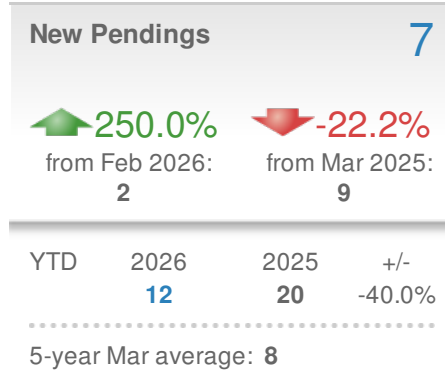 New Pendings 7
250.0% -22.2%
from Feb 2026: from Mar 2025:
2 9
YTD 2026 2025 +/-
12 20 -40.0%
5-year Mar average: 8